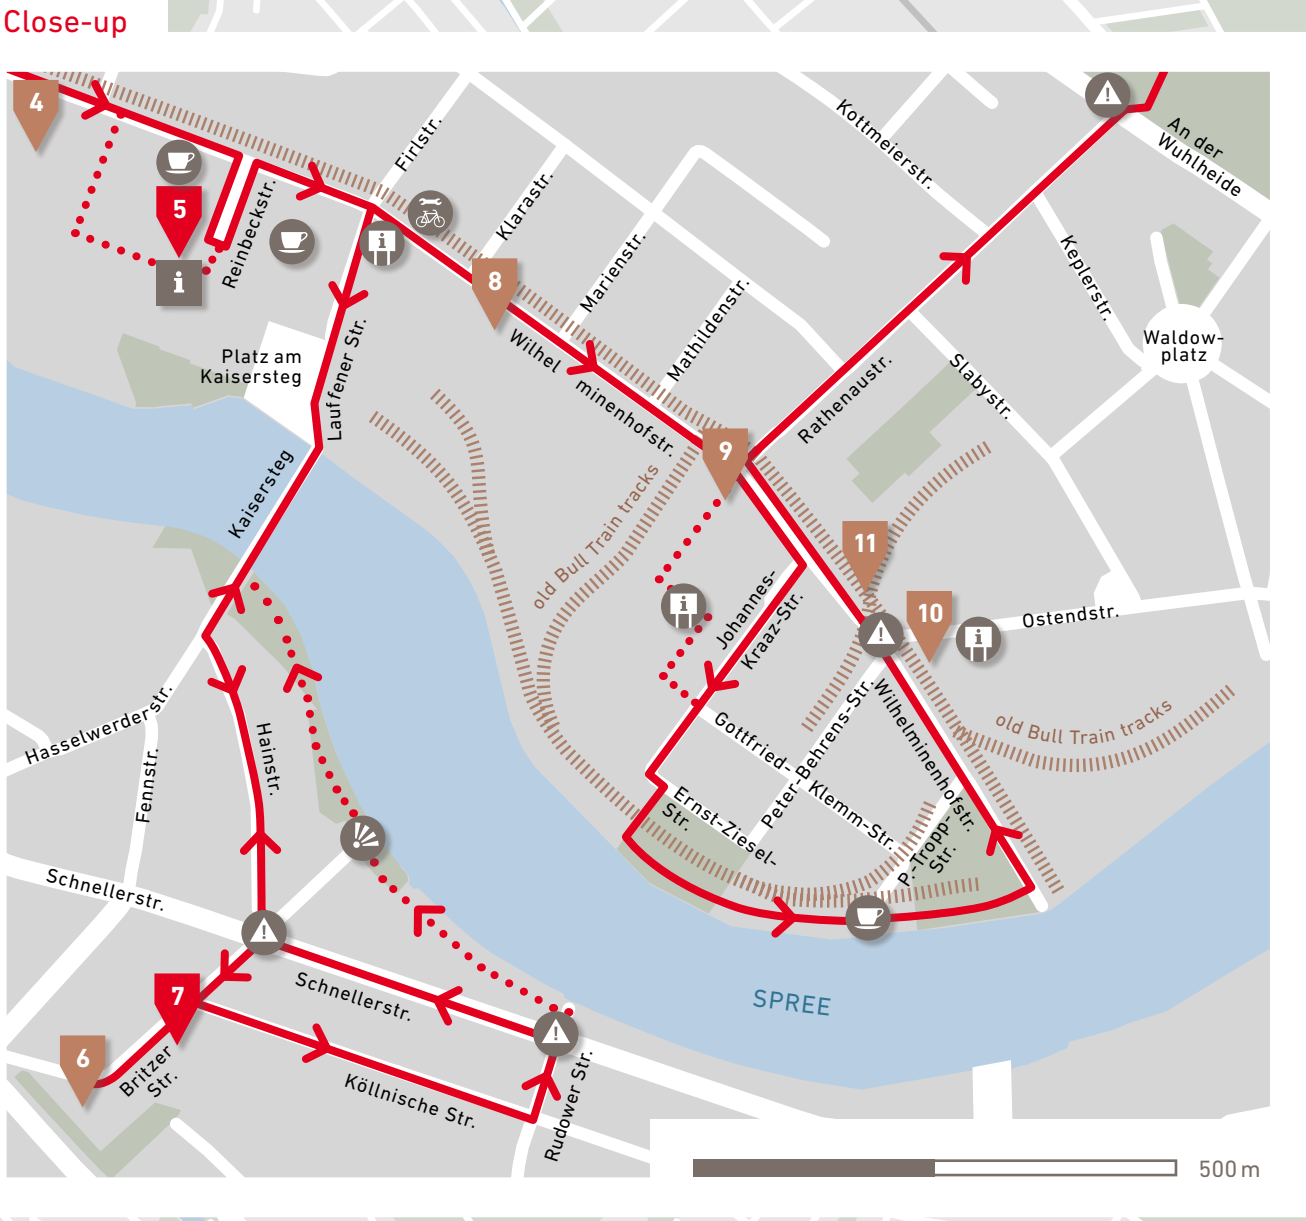 Close-up
4
5
Reinbeckstr.
Firlstr.
Klarastr.
Marienstr.
Mathildenstr.
Kottmeierstr.
An der
Wuhlheide
Keplerstr.
Waldow-
platz
8
Platz am
Kaisersteg
Lauffener Str.
Wilhel minenhofstr.
Rathenaustr.
Slabystr.
9
Kaisersteg
old Bull Train tracks
11
10
Ostendstr.
Johannes-
Kraaz-Str.
Hasselwerderstr.
Fennstr.
Hainstr.
Wilhelminenhofstr.
old Bull Train tracks
Gottfried-
Klemm-Str.
Peter-Behrens-Str.
Ernst-Ziesel-
Str.
P.-Tropp-
Str.
Schnellerstr.
Schnellerstr.
7
6
Britzer
Str.
Köllnische Str.
Rudower Str.
SPREE
500 m
i
i
i
i
!
!
!
!